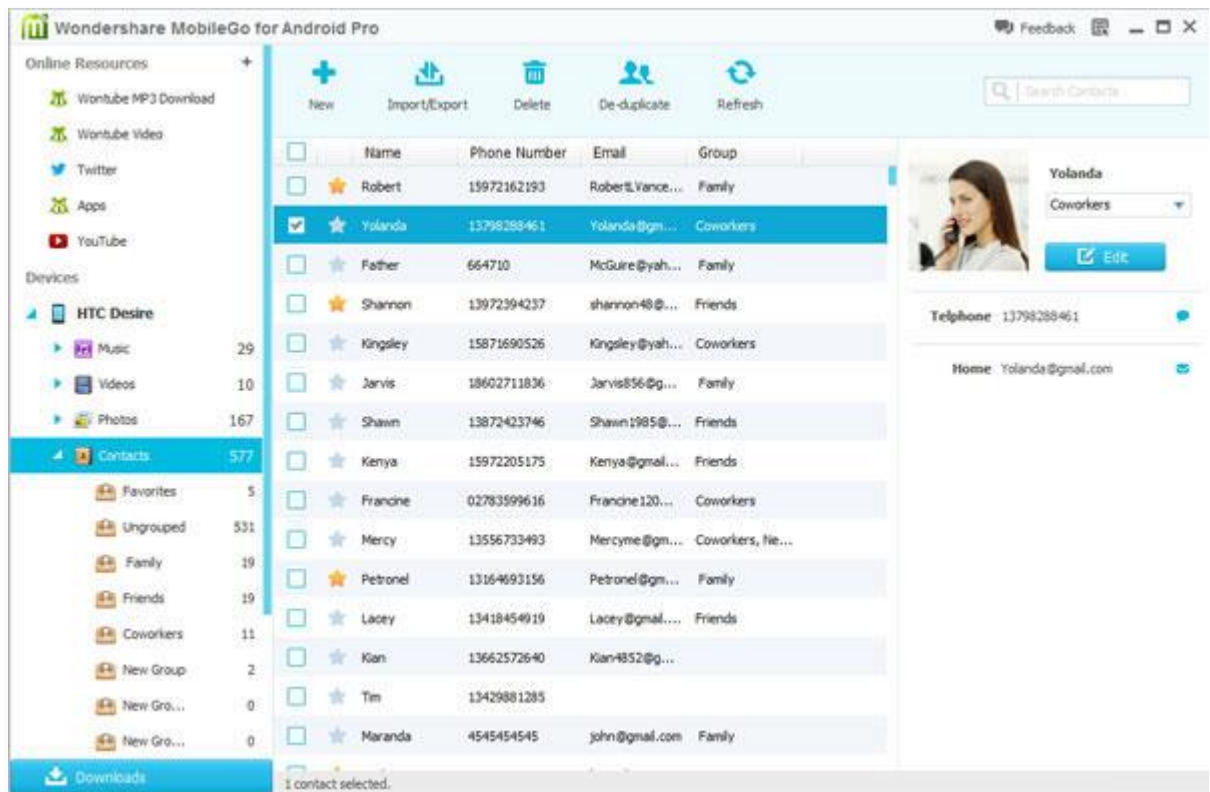 Wondershare MobileGo for Android Pro
Feedback
Online Resources +
Wontube MP3 Download
Wontube Video
Twitter
Apps
YouTube
Devices
HTC Desire
Music 29
Videos 10
Photos 167
Contacts 577
Favorites 5
Ungrouped 531
Family 19
Friends 19
Coworkers 11
New Group 2
New Gro... 0
New Gro... 0
Downloads
New Import/Export Delete De-duplicate Refresh
Search Contacts
Name Phone Number Email Group
Robert 15972162193 RobertLVance... Family
Yolanda 13798288461 Yolanda@gm... Coworkers
Father 664710 McGuire@yah... Family
Shannon 13972394237 shannon48@... Friends
Kingsley 15871690526 Kingsley@yah... Coworkers
Jarvis 18602711836 Jarvis856@g... Family
Shawn 13872423746 Shawn1985@... Friends
Kenya 15972205175 Kenya@gmail... Friends
Francine 02783599616 Francine120... Coworkers
Mercy 13556733493 Mercyme@gm... Coworkers, Ne...
Petronel 13164693156 Petronel@gm... Family
Lacey 13418454919 Lacey@gmail.... Friends
Kian 13662572640 Kian4852@g...
Tim 13429881285
Maranda 4545454545 john@gmail.com Family
1 contact selected.
Yolanda
Coworkers
Edit
Telphone 13798288461
Home Yolanda@gmail.com